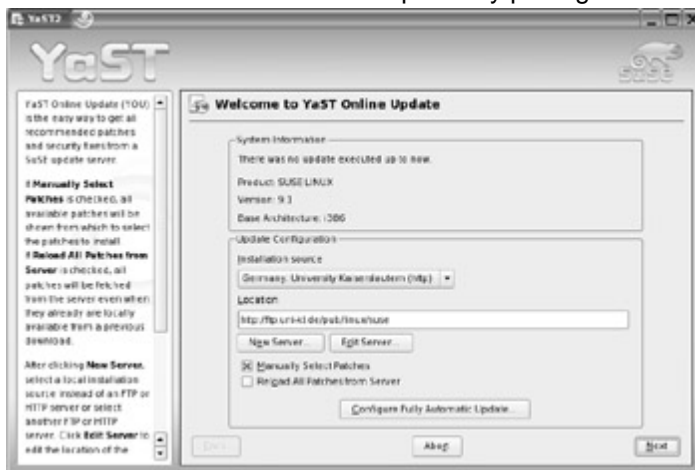 YaST2
YaST
SUSE
YaST Online Update (YOU)
is the easy way to get all
recommended patches
and security fixes from a
SuSE update server.
If Manually Select
Patches is checked, all
available patches will be
shown from which to select
the patches to install.
If Reload All Patches from
Server is checked, all
patches will be fetched
from the server even when
they already are locally
available from a previous
download.
After clicking New Server,
select a local installation
source instead of an FTP or
HTTP server or select
another FTP or HTTP
server. Click Edit Server to
edit the location of the
Welcome to YaST Online Update
System Information
There was no update executed up to now.
Product: SUSE LINUX
Version: 9.3
Base Architecture: i386
Update Configuration
Installation source
Germany, University Kaiserslautern (http)
Location
http://ftp.uni-kl.de/pub/linux/suse
New Server...
Edit Server...
Manually Select Patches
Reload All Patches from Server
Configure Fully Automatic Update...
Abort
Next